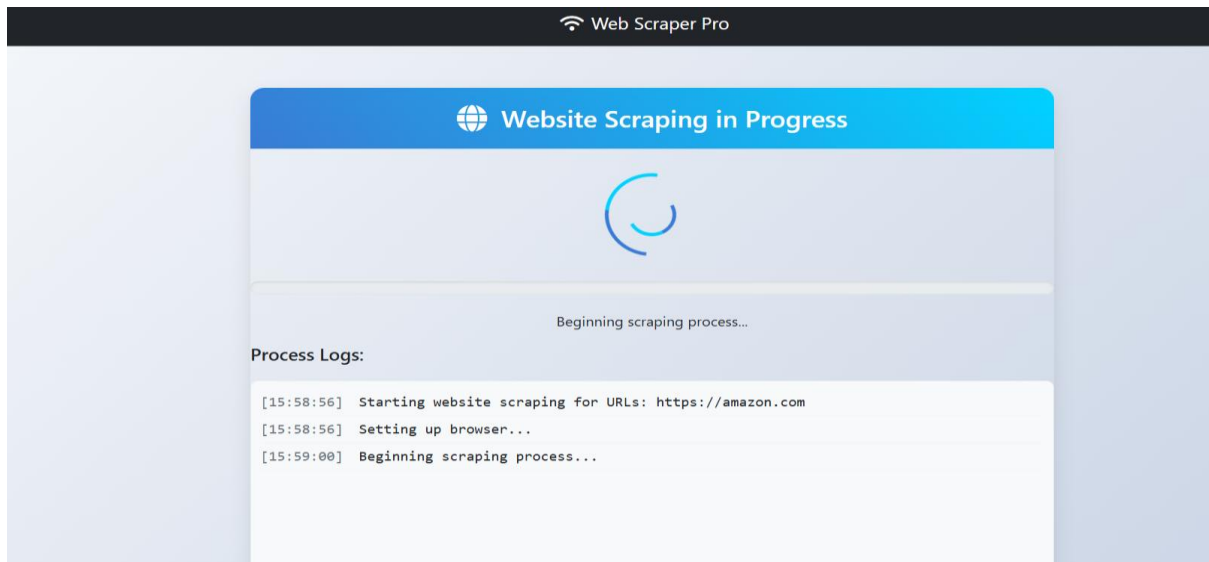 Web Scraper Pro
Website Scraping in Progress
Beginning scraping process...
Process Logs:
[15:58:56] Starting website scraping for URLs: https://amazon.com
[15:58:56] Setting up browser...
[15:59:00] Beginning scraping process...